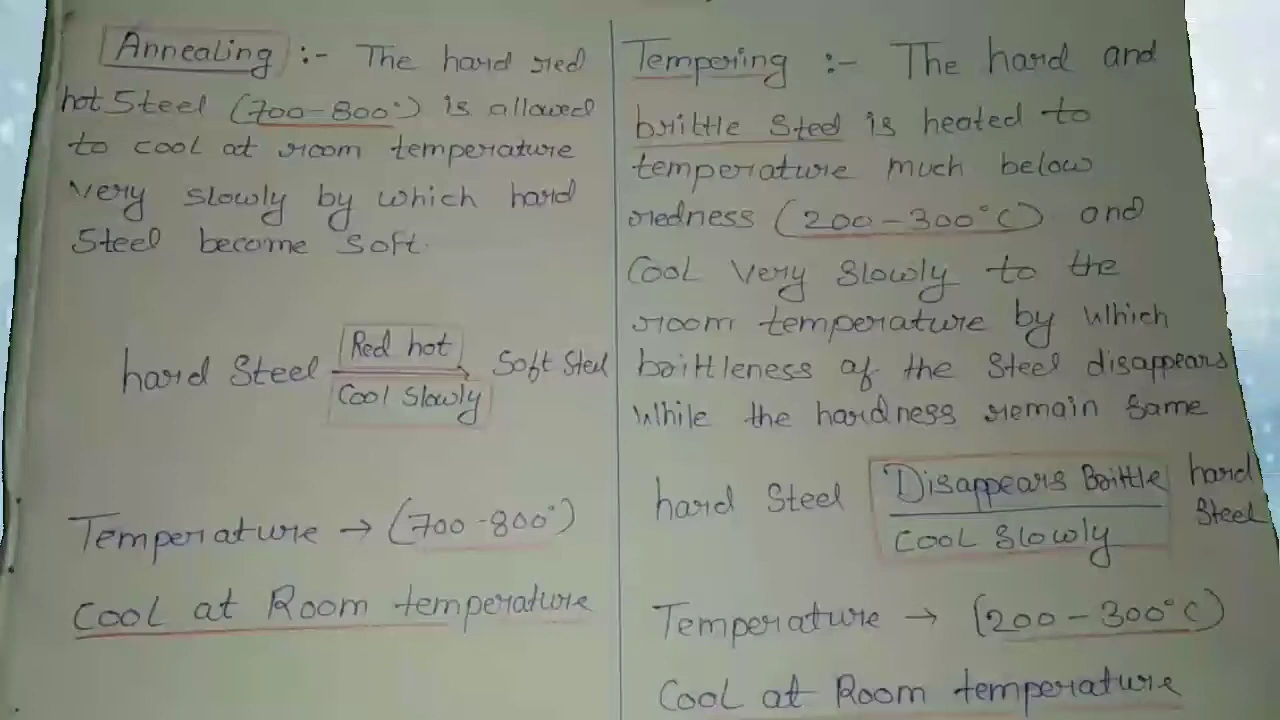 Annealing :- The hard red
hot Steel (700-800°) is allowed
to cool at room temperature
very slowly by which hard
Steel become soft.
hard Steel Red hot Soft Steel
Cool Slowly
Temperature → (700-800°)
Cool at Room temperature
Tempering :- The hard and
brittle Steel is heated to
temperature much below
redness (200-300°C) and
Cool very slowly to the
room temperature by which
brittleness of the Steel disappears
While the hardness remain same
hard Steel Disappears Brittle hard
Cool Slowly Steel
Temperature → (200-300°C)
Cool at Room temperature